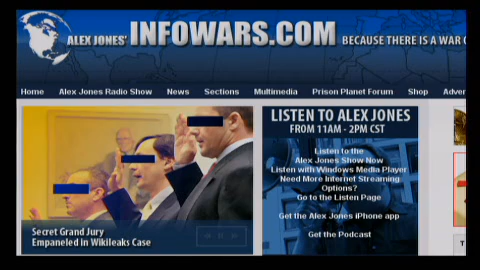 ALEX JONES' INFOWARS.COM BECAUSE THERE IS A WAR
Home Alex Jones Radio Show News Sections Multimedia Prison Planet Forum Shop
LISTEN TO ALEX JONES
FROM 11AM - 2PM CST
Listen to the
Alex Jones Show Now
Listen with Windows Media Player
Need More Internet Streaming
Options?
Go to the Listen Page
Get the Alex Jones iPhone app
Get the Podcast
Secret Grand Jury
Empaneled in Wikileaks Case